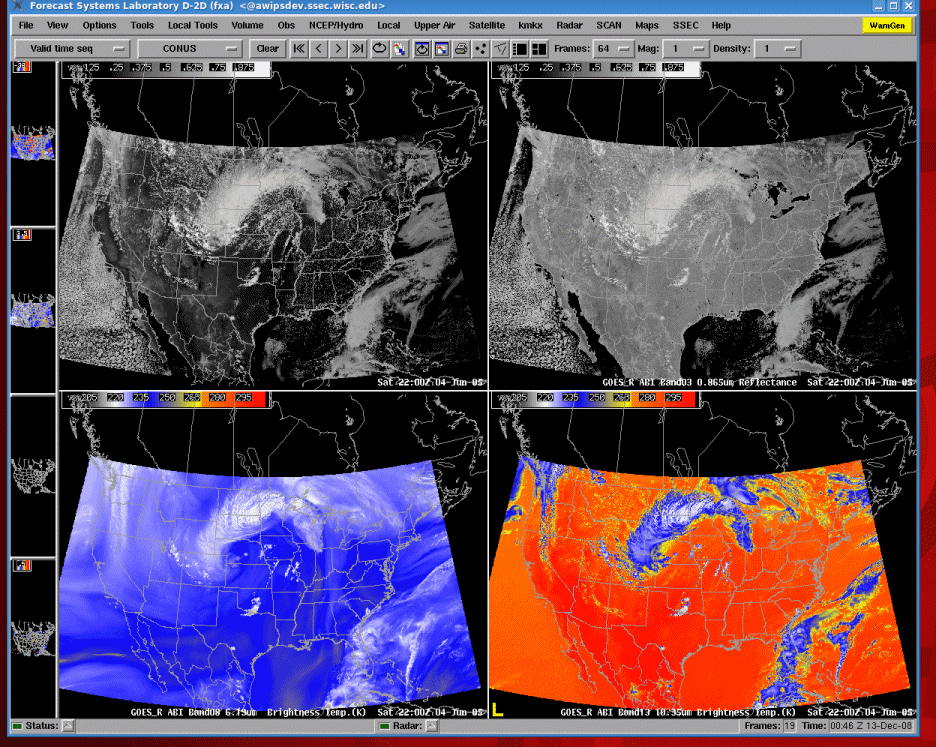 Forecast Systems Laboratory D-2D (fxa) <@awipsdev.ssec.wisc.edu>
File View Options Tools Local Tools Volume Obs NCEP/Hydro Local Upper Air Satellite kmkx Radar SCAN Maps SSEC Help WarnGen
Valid time seq CONUS Clear Frames: 64 Mag: 1 Density: 1
.125 .25 .375 .5 .625 .75 .875
.125 .25 .375 .5 .625 .75 .875
Sat 22:00Z 04-Jun-05
GOES_R ABI Band03 0.865um Reflectance Sat 22:00Z 04-Jun-05
205 220 235 250 265 280 295
205 220 235 250 265 280 295
L
GOES_R ABI Band08 6.19um Brightness Temp.(K) Sat 22:00Z 04-Jun-05
GOES_R ABI Band13 10.35um Brightness Temp.(K) Sat 22:00Z 04-Jun-05
Status: Radar: Frames: 19 Time: 00:46 Z 13-Dec-08